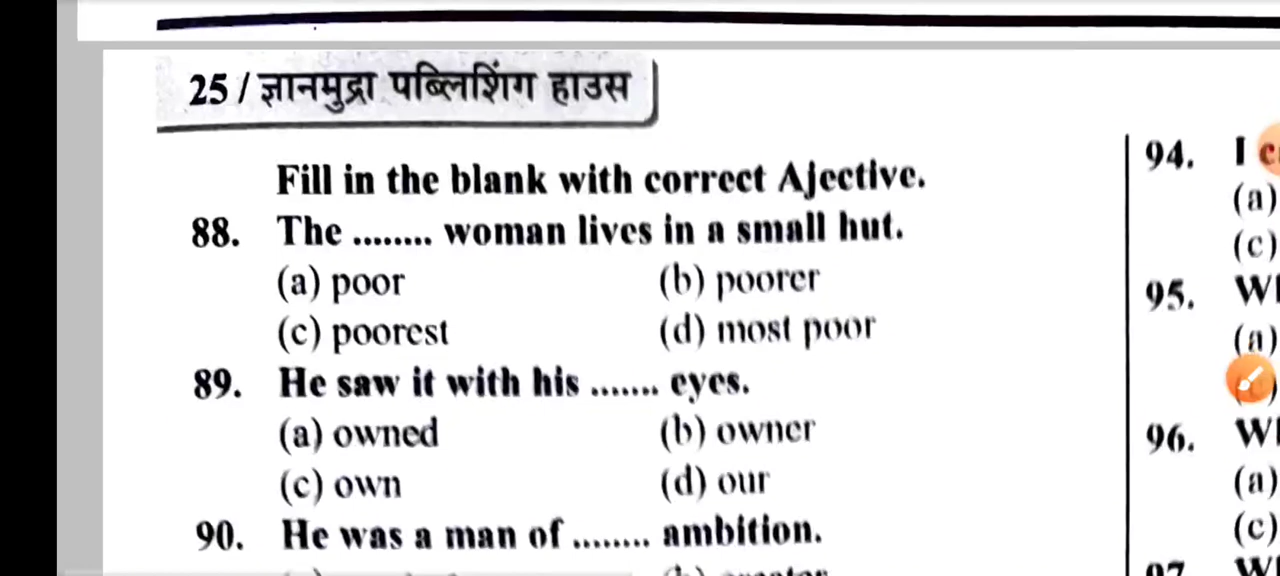 25 / ज्ञानमुद्रा पब्लिशिंग हाउस
Fill in the blank with correct Ajective.
88. The ........ woman lives in a small hut.
(a) poor (b) poorer
(c) poorest (d) most poor
89. He saw it with his ....... eyes.
(a) owned (b) owner
(c) own (d) our
90. He was a man of ........ ambition.
94. I
(a)
(c)
95.
(a)
96.
(a)
(c)